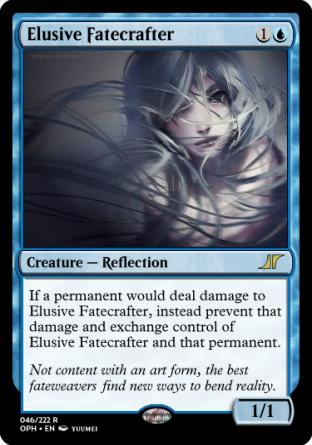 Elusive Fatecrafter 1
Creature — Reflection
If a permanent would deal damage to
Elusive Fatecrafter, instead prevent that
damage and exchange control of
Elusive Fatecrafter and that permanent.
Not content with an art form, the best
fateweavers find new ways to bend reality.
1/1
046/222 R
OPH • EN YUUMEI